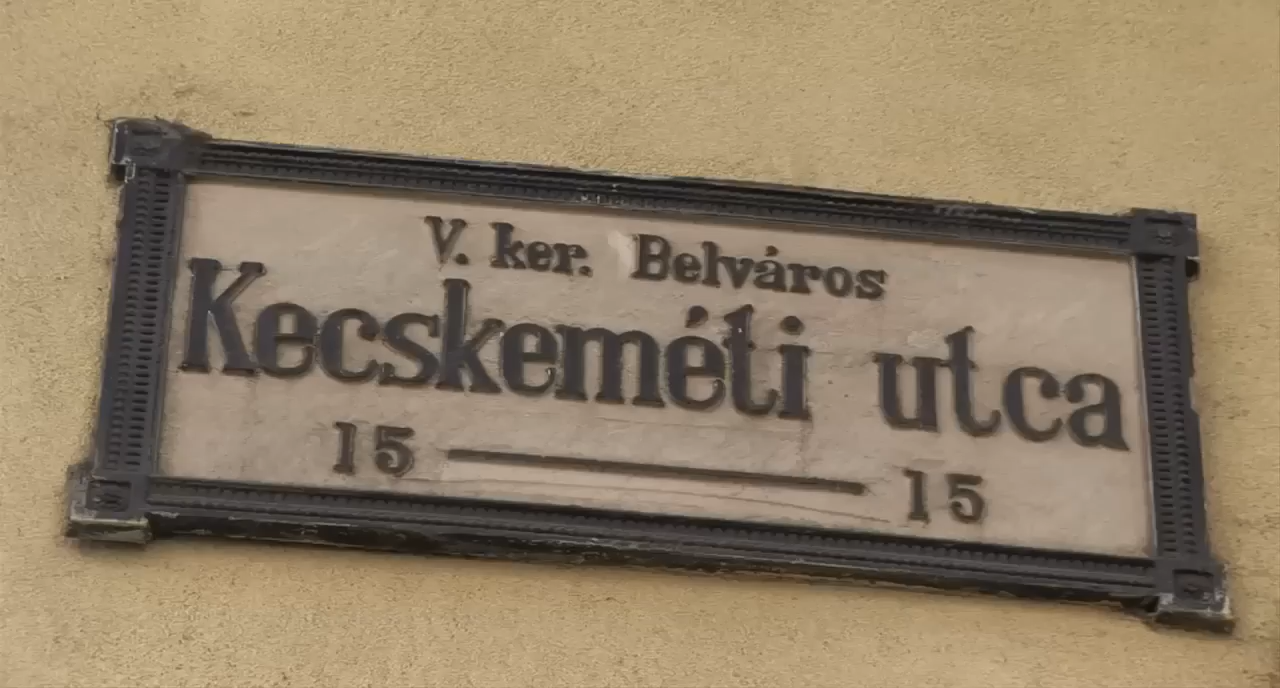 V. ker. Belváros
Kecskeméti utca
15 — 15